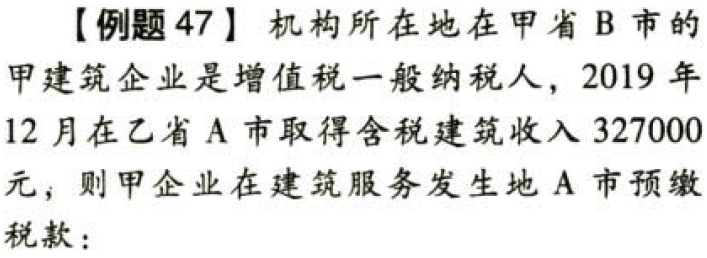 【例题 47】 机构所在地在甲省 B 市的
甲建筑企业是增值税一般纳税人，2019 年
12 月在乙省 A 市取得含税建筑收入 327000
元，则甲企业在建筑服务发生地 A 市预缴
税款：